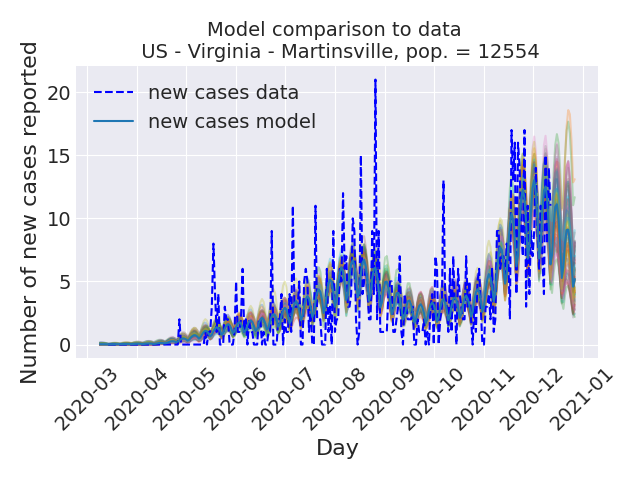 Model comparison to data
US - Virginia - Martinsville, pop. = 12554
Number of new cases reported
20
15
10
5
0
new cases data
new cases model
2020-03
2020-04
2020-05
2020-06
2020-07
2020-08
2020-09
2020-10
2020-11
2020-12
2021-01
Day